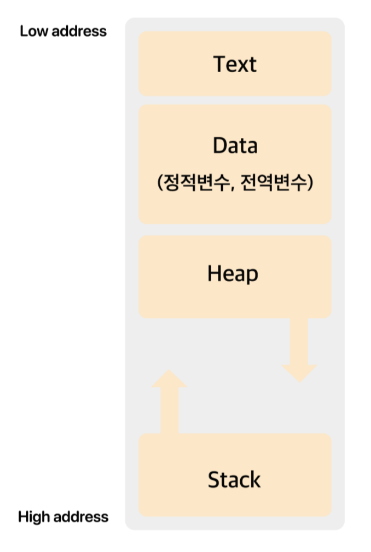 Low address
Text
Data
(정적변수, 전역변수)
Heap
Stack
High address